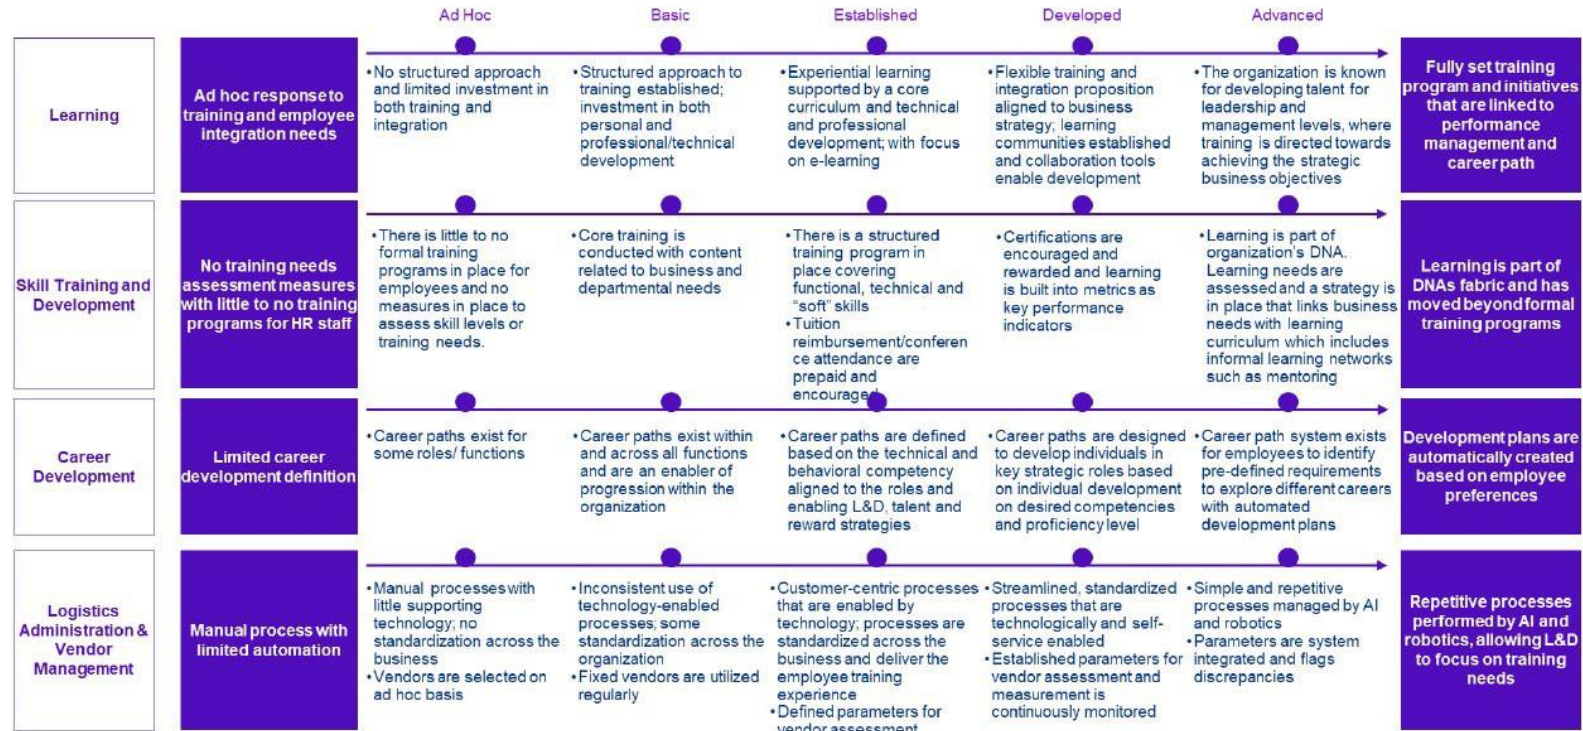 Ad Hoc
Basic
Established
Developed
Advanced
Learning
Ad hoc response to
training and employee
integration needs
•No structured approach
and limited investment in
both training and
integration
•Structured approach to
training established;
investment in both
personal and
professional/technical
development
•Experiential learning
supported by a core
curriculum and technical
and professional
development; with focus
on e-learning
•Flexible training and
integration proposition
aligned to business
strategy; learning
communities established
and collaboration tools
enable development
•The organization is known
for developing talent for
leadership and
management levels, where
training is directed towards
achieving the strategic
business objectives
Fully set training
program and initiatives
that are linked to
performance
management and
career path
Skill Training and
Development
No training needs
assessment measures
with little to no training
programs for HR staff
•There is little to no
formal training
programs in place for
employees and no
measures in place to
assess skill levels or
training needs.
•Core training is
conducted with content
related to business and
departmental needs
•There is a structured
training program in
place covering
functional, technical and
“soft” skills
•Tuition
reimbursement/conferen
ce attendance are
prepaid and
encouraged
•Certifications are
encouraged and
rewarded and learning
is built into metrics as
key performance
indicators
•Learning is part of
organization's DNA.
Learning needs are
assessed and a strategy is
in place that links business
needs with learning
curriculum which includes
informal learning networks
such as mentoring
Learning is part of
DNAs fabric and has
moved beyond formal
training programs
Career
Development
Limited career
development definition
•Career paths exist for
some roles/ functions
•Career paths exist within
and across all functions
and are an enabler of
progression within the
organization
•Career paths are defined
based on the technical and
behavioral competency
aligned to the roles and
enabling L&D, talent and
reward strategies
•Career paths are designed
to develop individuals in
key strategic roles based
on individual development
on desired competencies
and proficiency level
•Career path system exists
for employees to identify
pre-defined requirements
to explore different careers
with automated
development plans
Development plans are
automatically created
based on employee
preferences
Logistics
Administration &
Vendor
Management
Manual process with
limited automation
•Manual processes with
little supporting
technology; no
standardization across the
business
•Vendors are selected on
ad hoc basis
•Inconsistent use of
technology-enabled
processes; some
standardization across the
organization
•Fixed vendors are utilized
regularly
•Customer-centric processes
that are enabled by
technology; processes are
standardized across the
business and deliver the
employee training
experience
•Defined parameters for
vendor assessment
•Streamlined, standardized
processes that are
technologically and self-
service enabled
•Established parameters for
vendor assessment and
measurement is
continuously monitored
•Simple and repetitive
processes managed by AI
and robotics
•Parameters are system
integrated and flags
discrepancies
Repetitive processes
performed by AI and
robotics, allowing L&D
to focus on training
needs